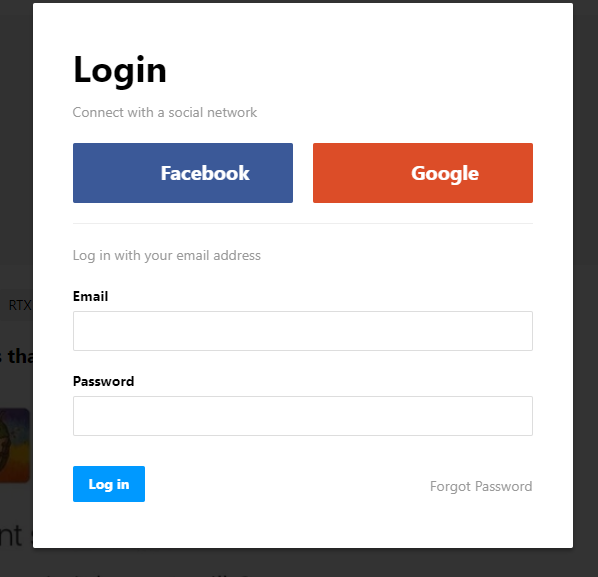 Login
Connect with a social network
Facebook
Google
Log in with your email address
RTX
Email
s tha
Password
Log in
Forgot Password
nt s